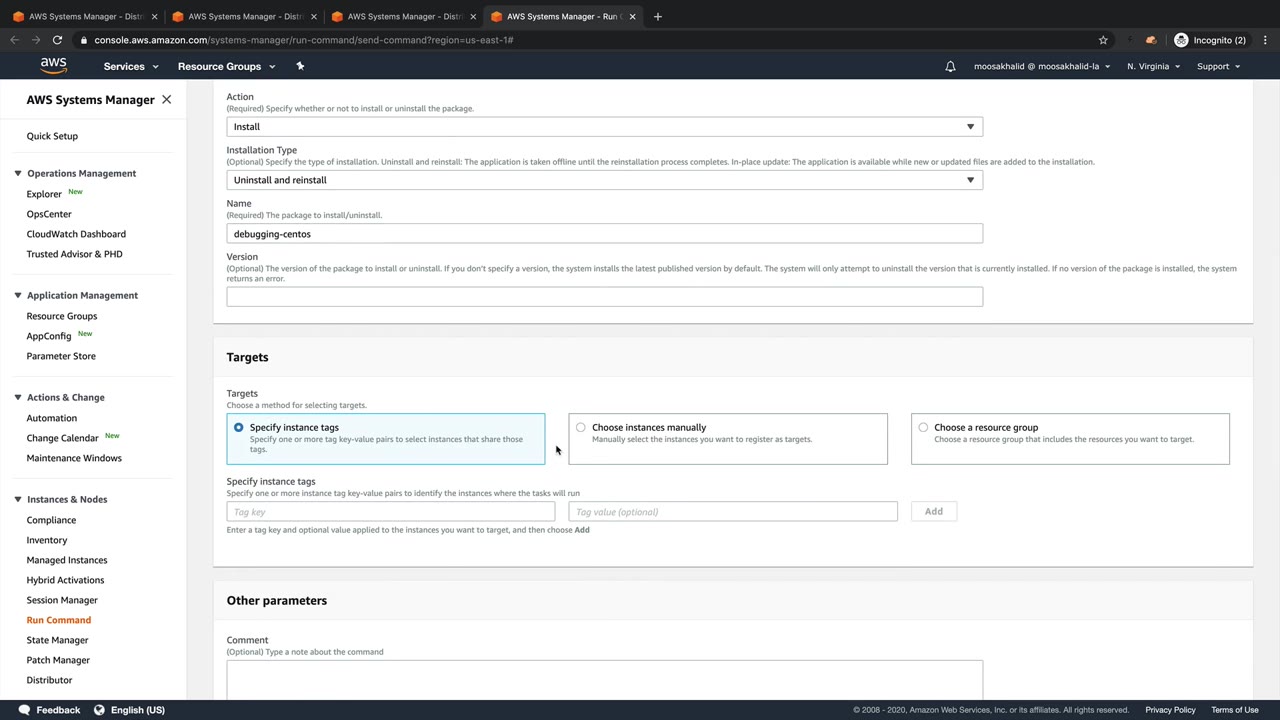 AWS Systems Manager - Distri
AWS Systems Manager - Distri
AWS Systems Manager - Distri
AWS Systems Manager - Run C
console.aws.amazon.com/systems-manager/run-command/send-command?region=us-east-1#
Incognito (2)
aws
Services
Resource Groups
moosakhalid @ moosakhalid-la
N. Virginia
Support
AWS Systems Manager
Quick Setup
Operations Management
Explorer New
OpsCenter
CloudWatch Dashboard
Trusted Advisor & PHD
Application Management
Resource Groups
AppConfig New
Parameter Store
Actions & Change
Automation
Change Calendar New
Maintenance Windows
Instances & Nodes
Compliance
Inventory
Managed Instances
Hybrid Activations
Session Manager
Run Command
State Manager
Patch Manager
Distributor
Action
(Required) Specify whether or not to install or uninstall the package.
Install
Installation Type
(Optional) Specify the type of installation. Uninstall and reinstall: The application is taken offline until the reinstallation process completes. In-place update: The application is available while new or updated files are added to the installation.
Uninstall and reinstall
Name
(Required) The package to install/uninstall.
debugging-centos
Version
(Optional) The version of the package to install or uninstall. If you don't specify a version, the system installs the latest published version by default. The system will only attempt to uninstall the version that is currently installed. If no version of the package is installed, the system
returns an error.
Targets
Targets
Choose a method for selecting targets.
Specify instance tags
Specify one or more tag key-value pairs to select instances that share those
tags.
Choose instances manually
Manually select the instances you want to register as targets.
Choose a resource group
Choose a resource group that includes the resources you want to target.
Specify instance tags
Specify one or more instance tag key-value pairs to identify the instances where the tasks will run
Tag key
Tag value (optional)
Add
Enter a tag key and optional value applied to the instances you want to target, and then choose Add
Other parameters
Comment
(Optional) Type a note about the command
Feedback
English (US)
© 2008 - 2020, Amazon Web Services, Inc. or its affiliates. All rights reserved.
Privacy Policy
Terms of Use